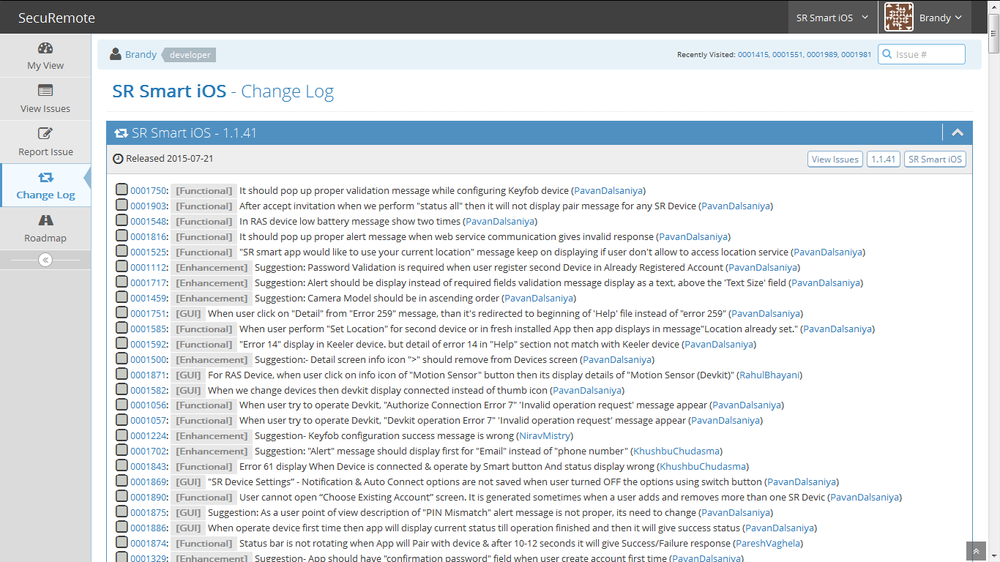 SecuRemote
SR Smart iOS
Brandy
My View
View Issues
Report Issue
Change Log
Roadmap
Brandy developer
Recently Visited: 0001415, 0001551, 0001989, 0001981
Issue #
SR Smart iOS - Change Log
SR Smart iOS - 1.1.41
Released 2015-07-21
View Issues 1.1.41 SR Smart iOS
0001750: [Functional] It should pop up proper validation message while configuring Keyfob device (PavanDalsaniya)
0001903: [Functional] After accept invitation when we perform "status all" then it will not display pair message for any SR Device (PavanDalsaniya)
0001548: [Functional] In RAS device low battery message show two times (PavanDalsaniya)
0001816: [Functional] It should pop up proper alert message when web service communication gives invalid response (PavanDalsaniya)
0001525: [Functional] "SR smart app would like to use your current location" message keep on displaying if user don't allow to access location service (PavanDalsaniya)
0001112: [Enhancement] Suggestion: Password Validation is required when user register second Device in Already Registered Account (PavanDalsaniya)
0001717: [Enhancement] Suggestion: Alert should be display instead of required fields validation message display as a text, above the 'Text Size' field (PavanDalsaniya)
0001459: [Enhancement] Suggestion: Camera Model should be in ascending order (PavanDalsaniya)
0001751: [GUI] When user click on "Detail" from "Error 259" message, than it's redirected to beginning of 'Help' file instead of "error 259" (PavanDalsaniya)
0001585: [Functional] When user perform "Set Location" for second device or in fresh installed App then app displays in message"Location already set." (PavanDalsaniya)
0001592: [Functional] "Error 14" display in Keeler device. but detail of error 14 in "Help" section not match with Keeler device (PavanDalsaniya)
0001500: [Enhancement] Suggestion:- Detail screen info icon ">" should remove from Devices screen (PavanDalsaniya)
0001871: [GUI] For RAS Device, when user click on info icon of "Motion Sensor" button then its display details of "Motion Sensor (Devkit)" (RahulBhayani)
0001582: [GUI] When we change devices then devkit display connected instead of thumb icon (PavanDalsaniya)
0001056: [Functional] When user try to operate Devkit, "Authorize Connection Error 7" 'Invalid operation request' message appear (PavanDalsaniya)
0001057: [Functional] When user try to operate Devkit, "Devkit operation Error 7" 'Invalid operation request' message appear (PavanDalsaniya)
0001224: [Enhancement] Suggestion- Keyfob configuration success message is wrong (NiravMistry)
0001702: [Enhancement] Suggestion: "Alert" message should display first for "Email" instead of "phone number" (KhushbuChudasma)
0001843: [Functional] Error 61 display When Device is connected & operate by Smart button And status display wrong (KhushbuChudasma)
0001869: [GUI] "SR Device Settings” - Notification & Auto Connect options are not saved when user turned OFF the options using switch button (PavanDalsaniya)
0001890: [Functional] User cannot open “Choose Existing Account” screen. It is generated sometimes when a user adds and removes more than one SR Devic (PavanDalsaniya)
0001875: [GUI] Suggestion: As a user point of view description of "PIN Mismatch" alert message is not proper, its need to change (PavanDalsaniya)
0001886: [GUI] When operate device first time then app will display current status till operation finished and then it will give success status (PavanDalsaniya)
0001874: [Functional] Status bar is not rotating when App will Pair with device & after 10-12 seconds it will give Success/Failure response (PareshVaghela)
0001329: [Enhancement] Suggestion- App should have "confirmation password" field when user create account first time (PavanDalsaniya)